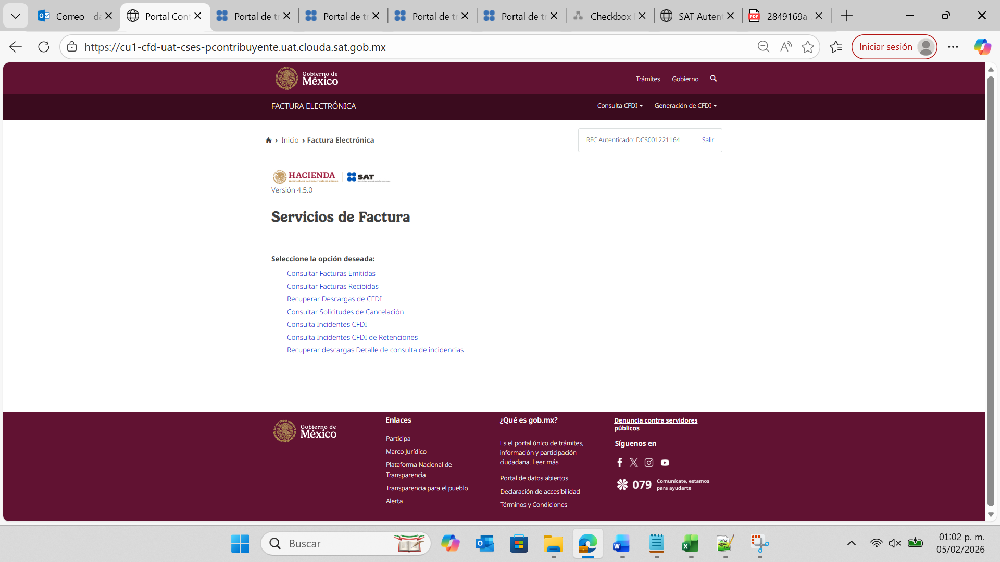 Correo - da
Portal Cont
Portal de tr
Portal de tr
Portal de tr
Portal de tr
Checkbox
SAT Autent
2849169a-
https://cu1-cfd-uat-cses-pcontribuyente.uat.clouda.sat.gob.mx
Iniciar sesión
Gobierno de
México
Trámites
Gobierno
FACTURA ELECTRÓNICA
Consulta CFDI
Generación de CFDI
Inicio
Factura Electrónica
RFC Autenticado: DCS001221164
Salir
HACIENDA
SAT
Versión 4.5.0
Servicios de Factura
Seleccione la opción deseada:
Consultar Facturas Emitidas
Consultar Facturas Recibidas
Recuperar Descargas de CFDI
Consultar Solicitudes de Cancelación
Consulta Incidentes CFDI
Consulta Incidentes CFDI de Retenciones
Recuperar descargas Detalle de consulta de incidencias
Gobierno de
México
Enlaces
Participa
Marco Jurídico
Plataforma Nacional de
Transparencia
Transparencia para el pueblo
Alerta
¿Qué es gob.mx?
Es el portal único de trámites,
información y participación
ciudadana. Leer más
Portal de datos abiertos
Declaración de accesibilidad
Términos y Condiciones
Denuncia contra servidores
públicos
Síguenos en
079
Comunícate, estamos
para ayudarte
Buscar
01:02 p. m.
05/02/2026